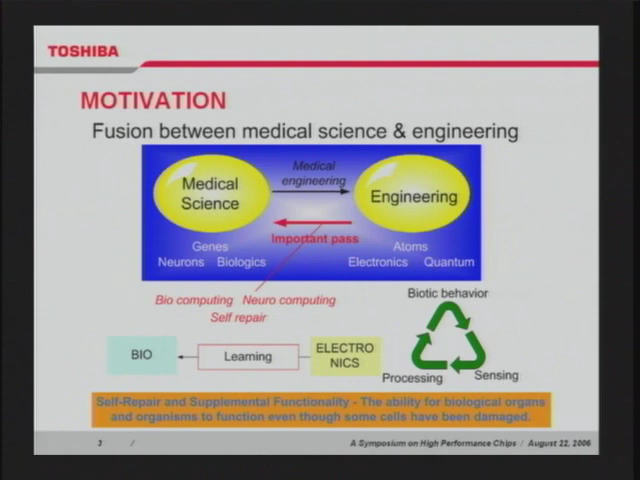 TOSHIBA
MOTIVATION
Fusion between medical science & engineering
Medical
Science
Medical
engineering
Engineering
Important pass
Genes
Neurons Biologics
Atoms
Electronics Quantum
Bio computing Neuro computing
Self repair
Biotic behavior
Processing
Sensing
BIO
Learning
ELECTRO
NICS
Self-Repair and Supplemental Functionality - The ability for biological organs
and organisms to function even though some cells have been damaged.
3 /
A Symposium on High Performance Chips / August 22, 2006